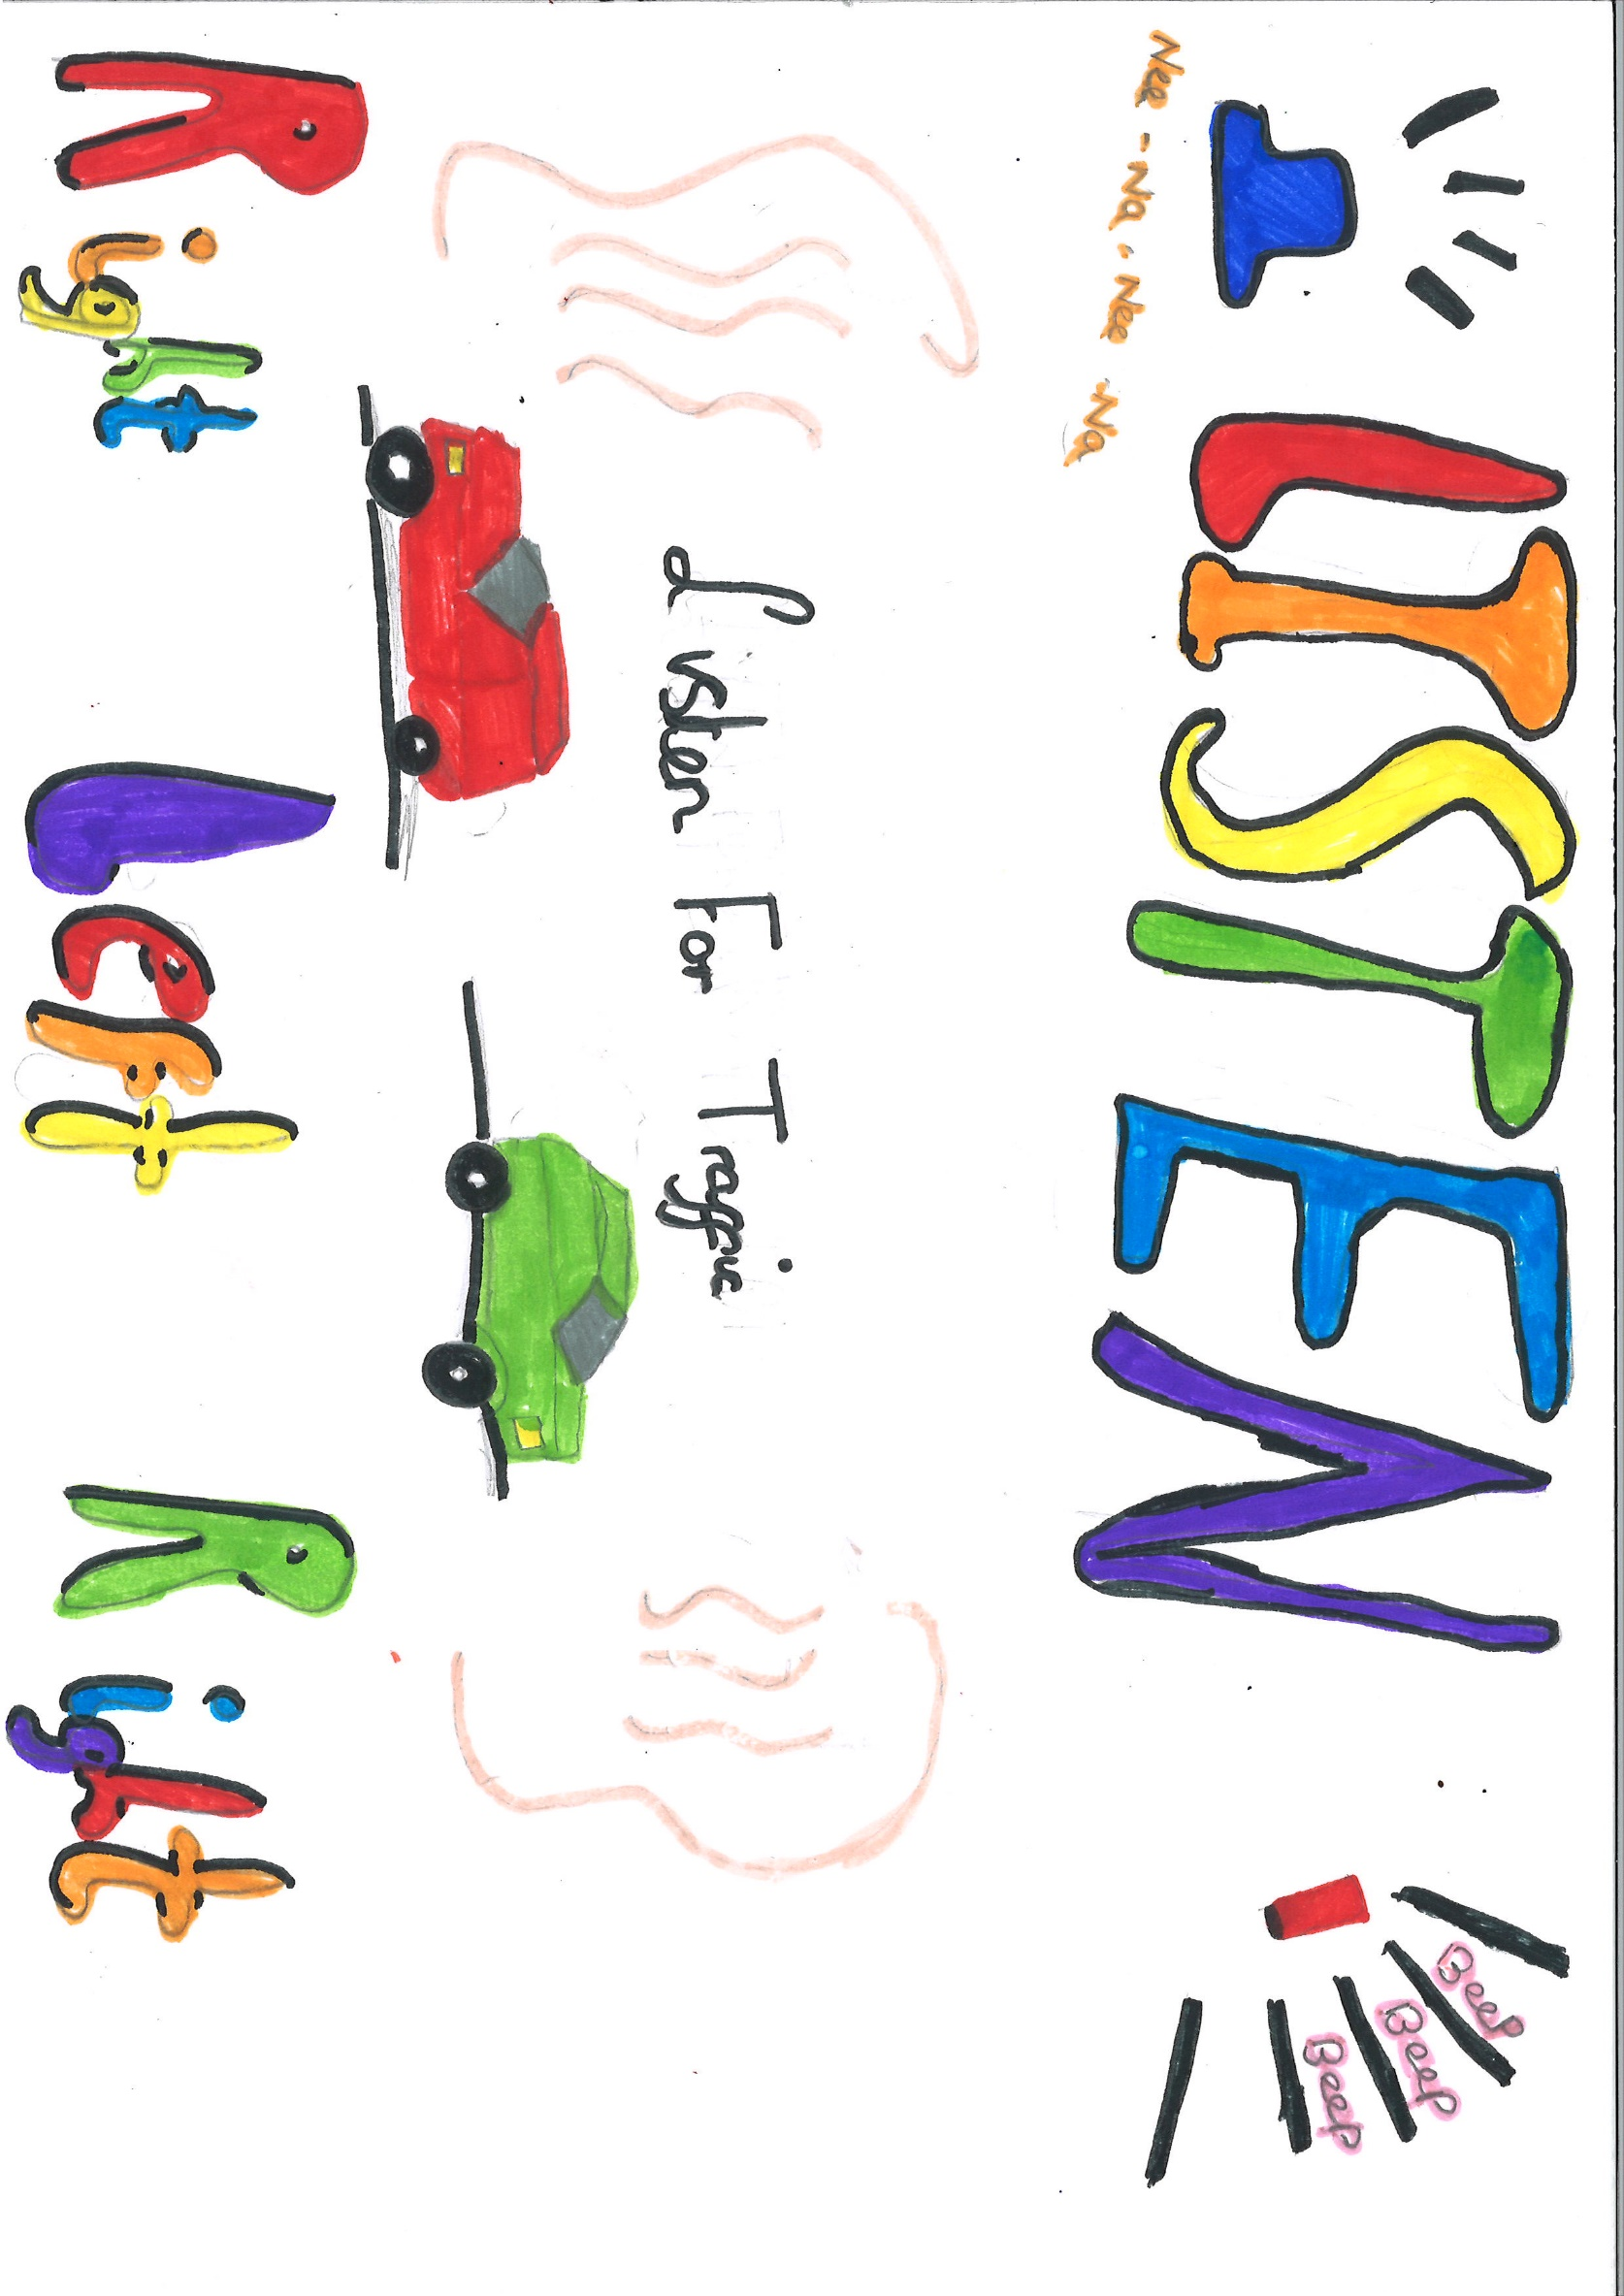 LISTEN
Nee - Na - Nee - Na
Beep
Beep
Beep
Listen For Traffic
Right Left Right